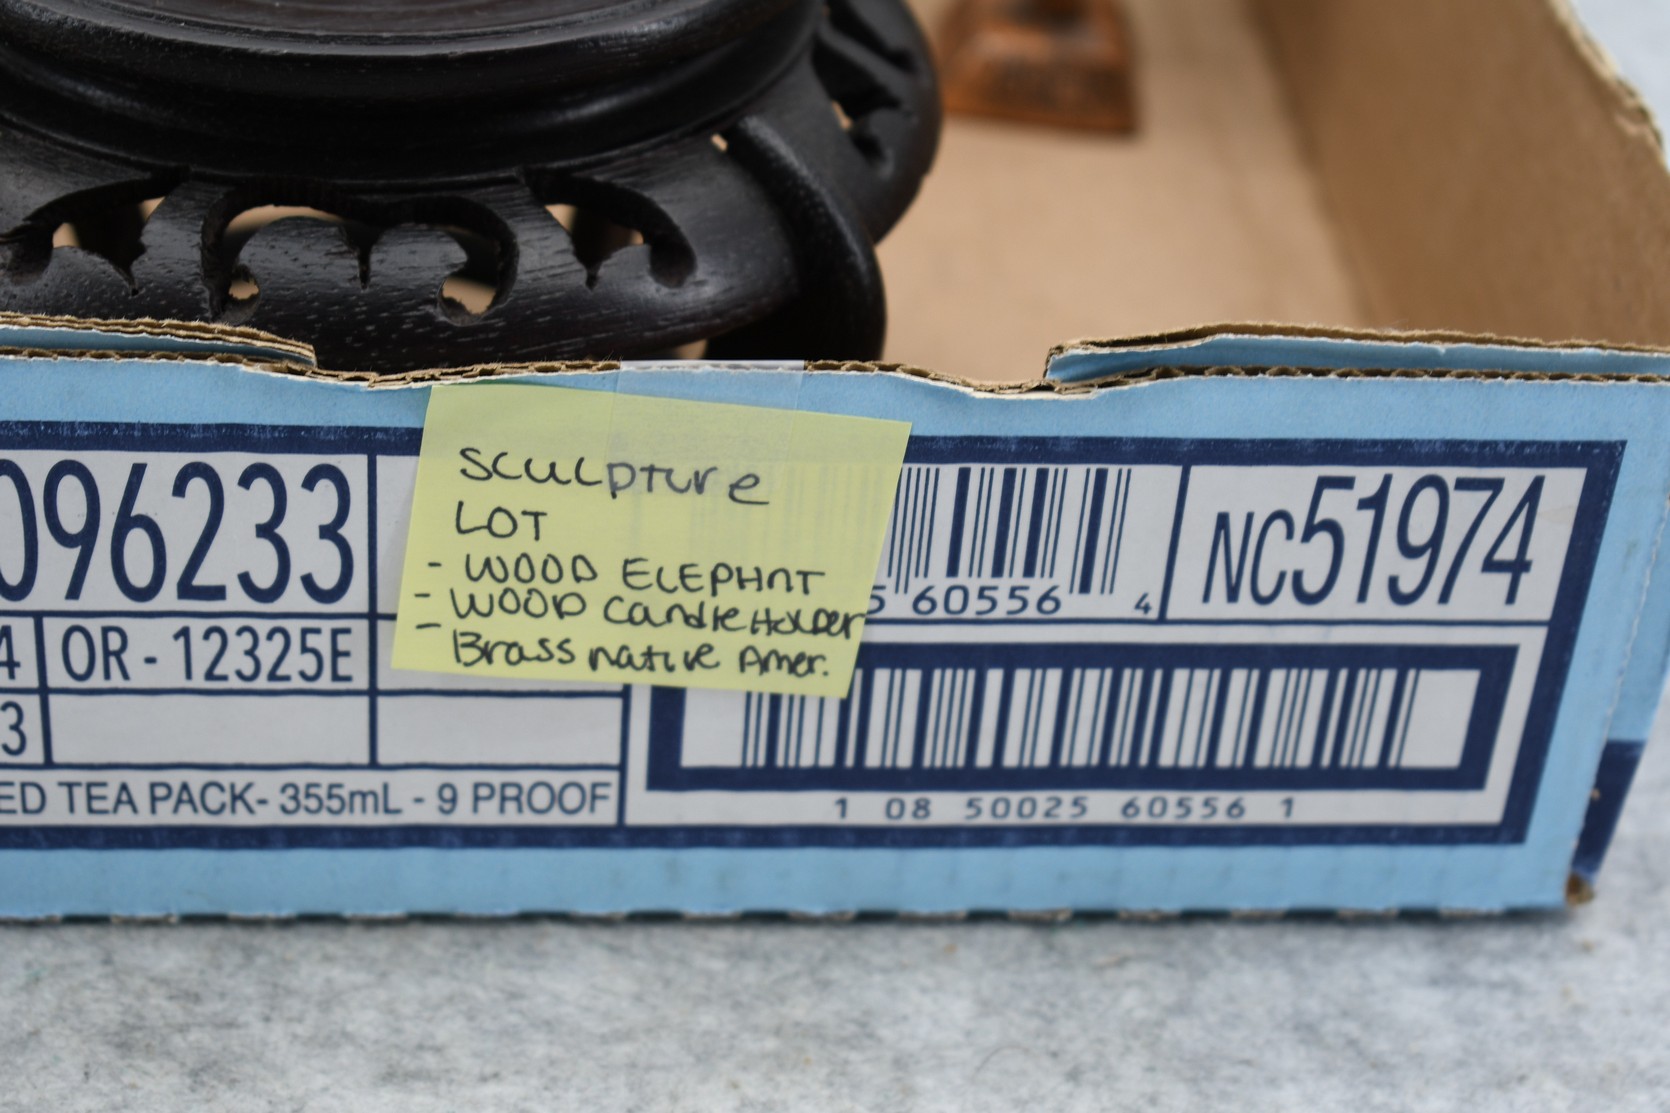 SCULPTURE
LOT
- WOOD ELEPHNT
- WOOD CANDLE HOLDER
- BRASS NATIVE AMER.
096233
4 OR - 12325E
3
ED TEA PACK- 355mL - 9 PROOF
5 60556 4
NC51974
1 08 50025 60556 1